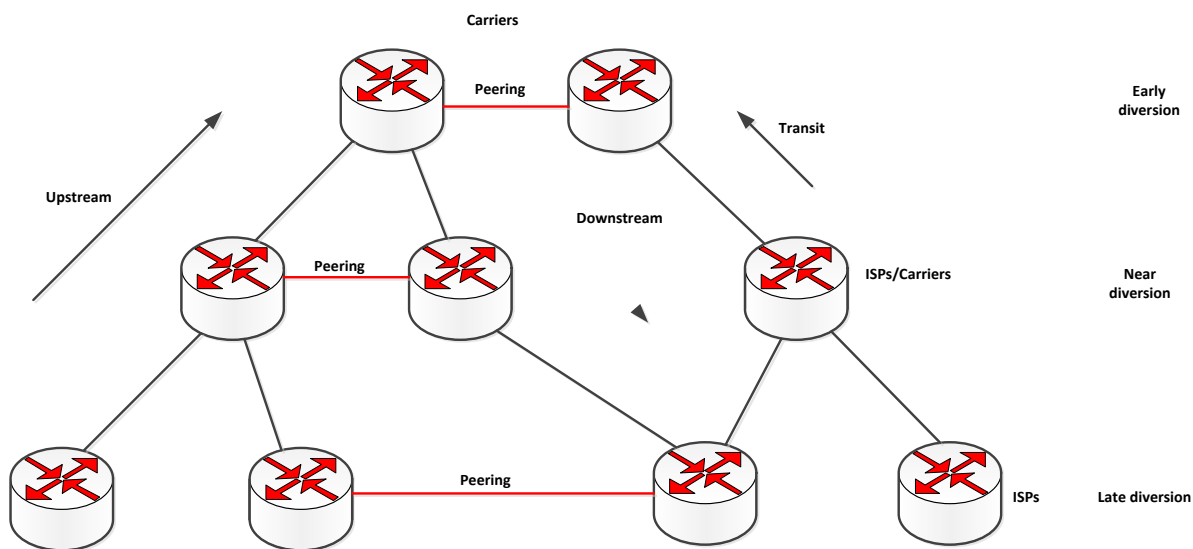 Carriers
Peering
Early
diversion
Transit
Upstream
Downstream
Peering
ISPs/Carriers
Near
diversion
Peering
ISPs
Late diversion